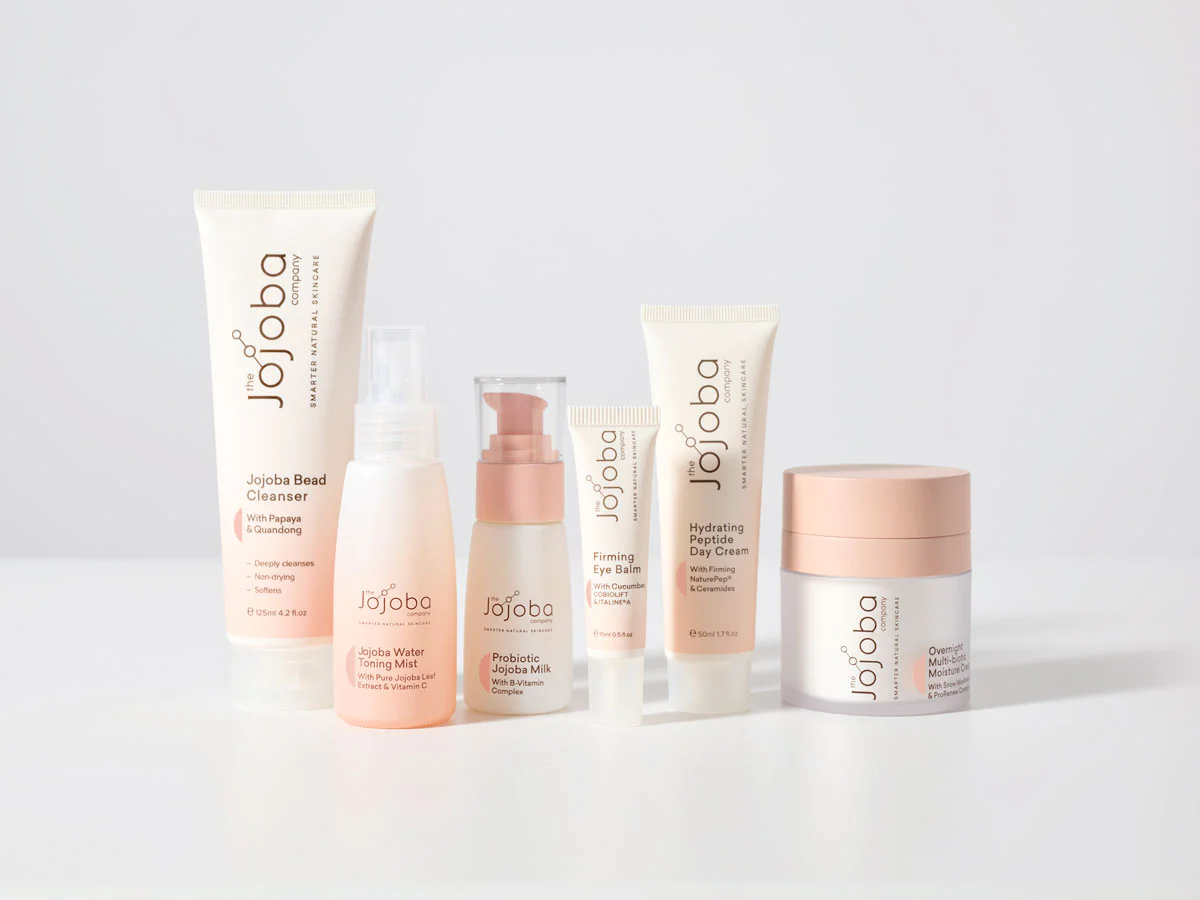 the
Jojoba
company
SMARTER NATURAL SKINCARE
Jojoba Bead
Cleanser
With Papaya
& Quandong
– Deeply cleanses
– Non-drying
– Softens
℮ 125ml 4.2 fl.oz
the
Jojoba
company
SMARTER NATURAL SKINCARE
Jojoba Water
Toning Mist
With Pure Jojoba Leaf
Extract & Vitamin C
the
Jojoba
company
SMARTER NATURAL SKINCARE
Probiotic
Jojoba Milk
With B-Vitamin
Complex
the
Jojoba
company
SMARTER NATURAL SKINCARE
Firming
Eye Balm
With Cucumber,
GOBIOLIFT
& ITALINE®A
℮ 15ml 0.5 fl.oz
the
Jojoba
company
SMARTER NATURAL SKINCARE
Hydrating
Peptide
Day Cream
With Firming
NaturePep®
& Ceramides
℮ 50ml 1.7 fl.oz
the
Jojoba
company
SMARTER NATURAL SKINCARE
Overnight
Multi-biotic
Moisture
With Snow
& ProRenew